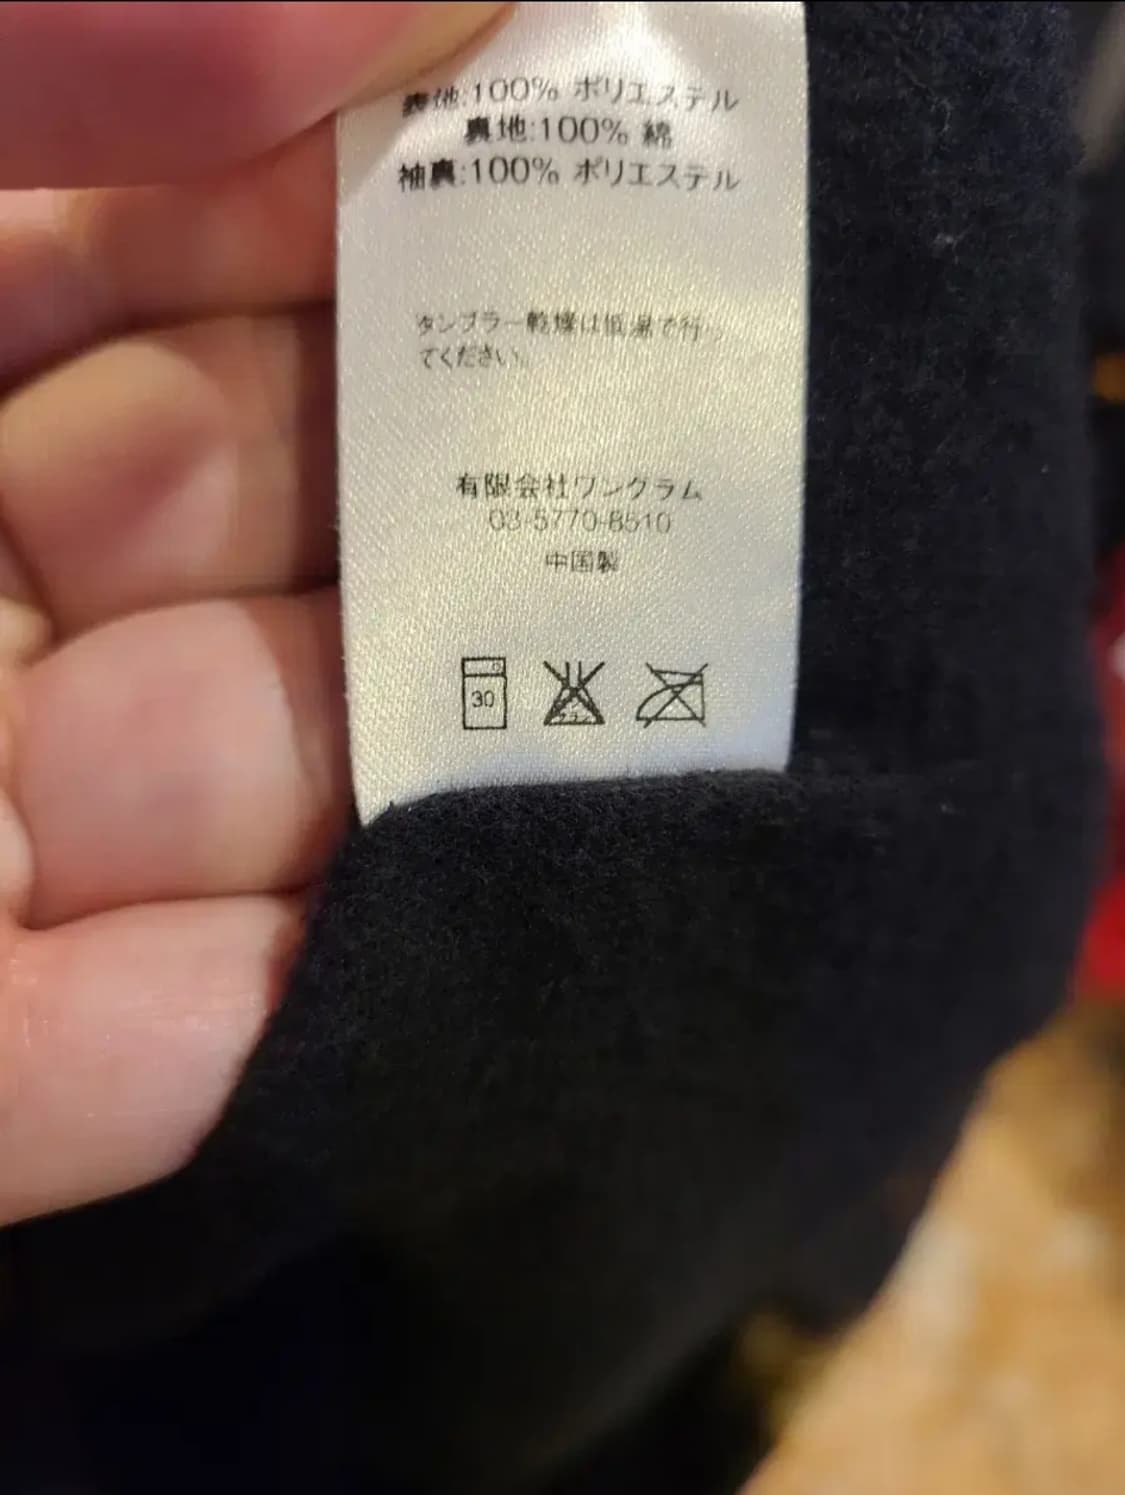 表地:100% ポリエステル
裏地:100% 綿
袖裏:100% ポリエステル
タンブラー乾燥は低温で行っ
てください。
有限会社ワングラム
03-5770-8510
中国製
30